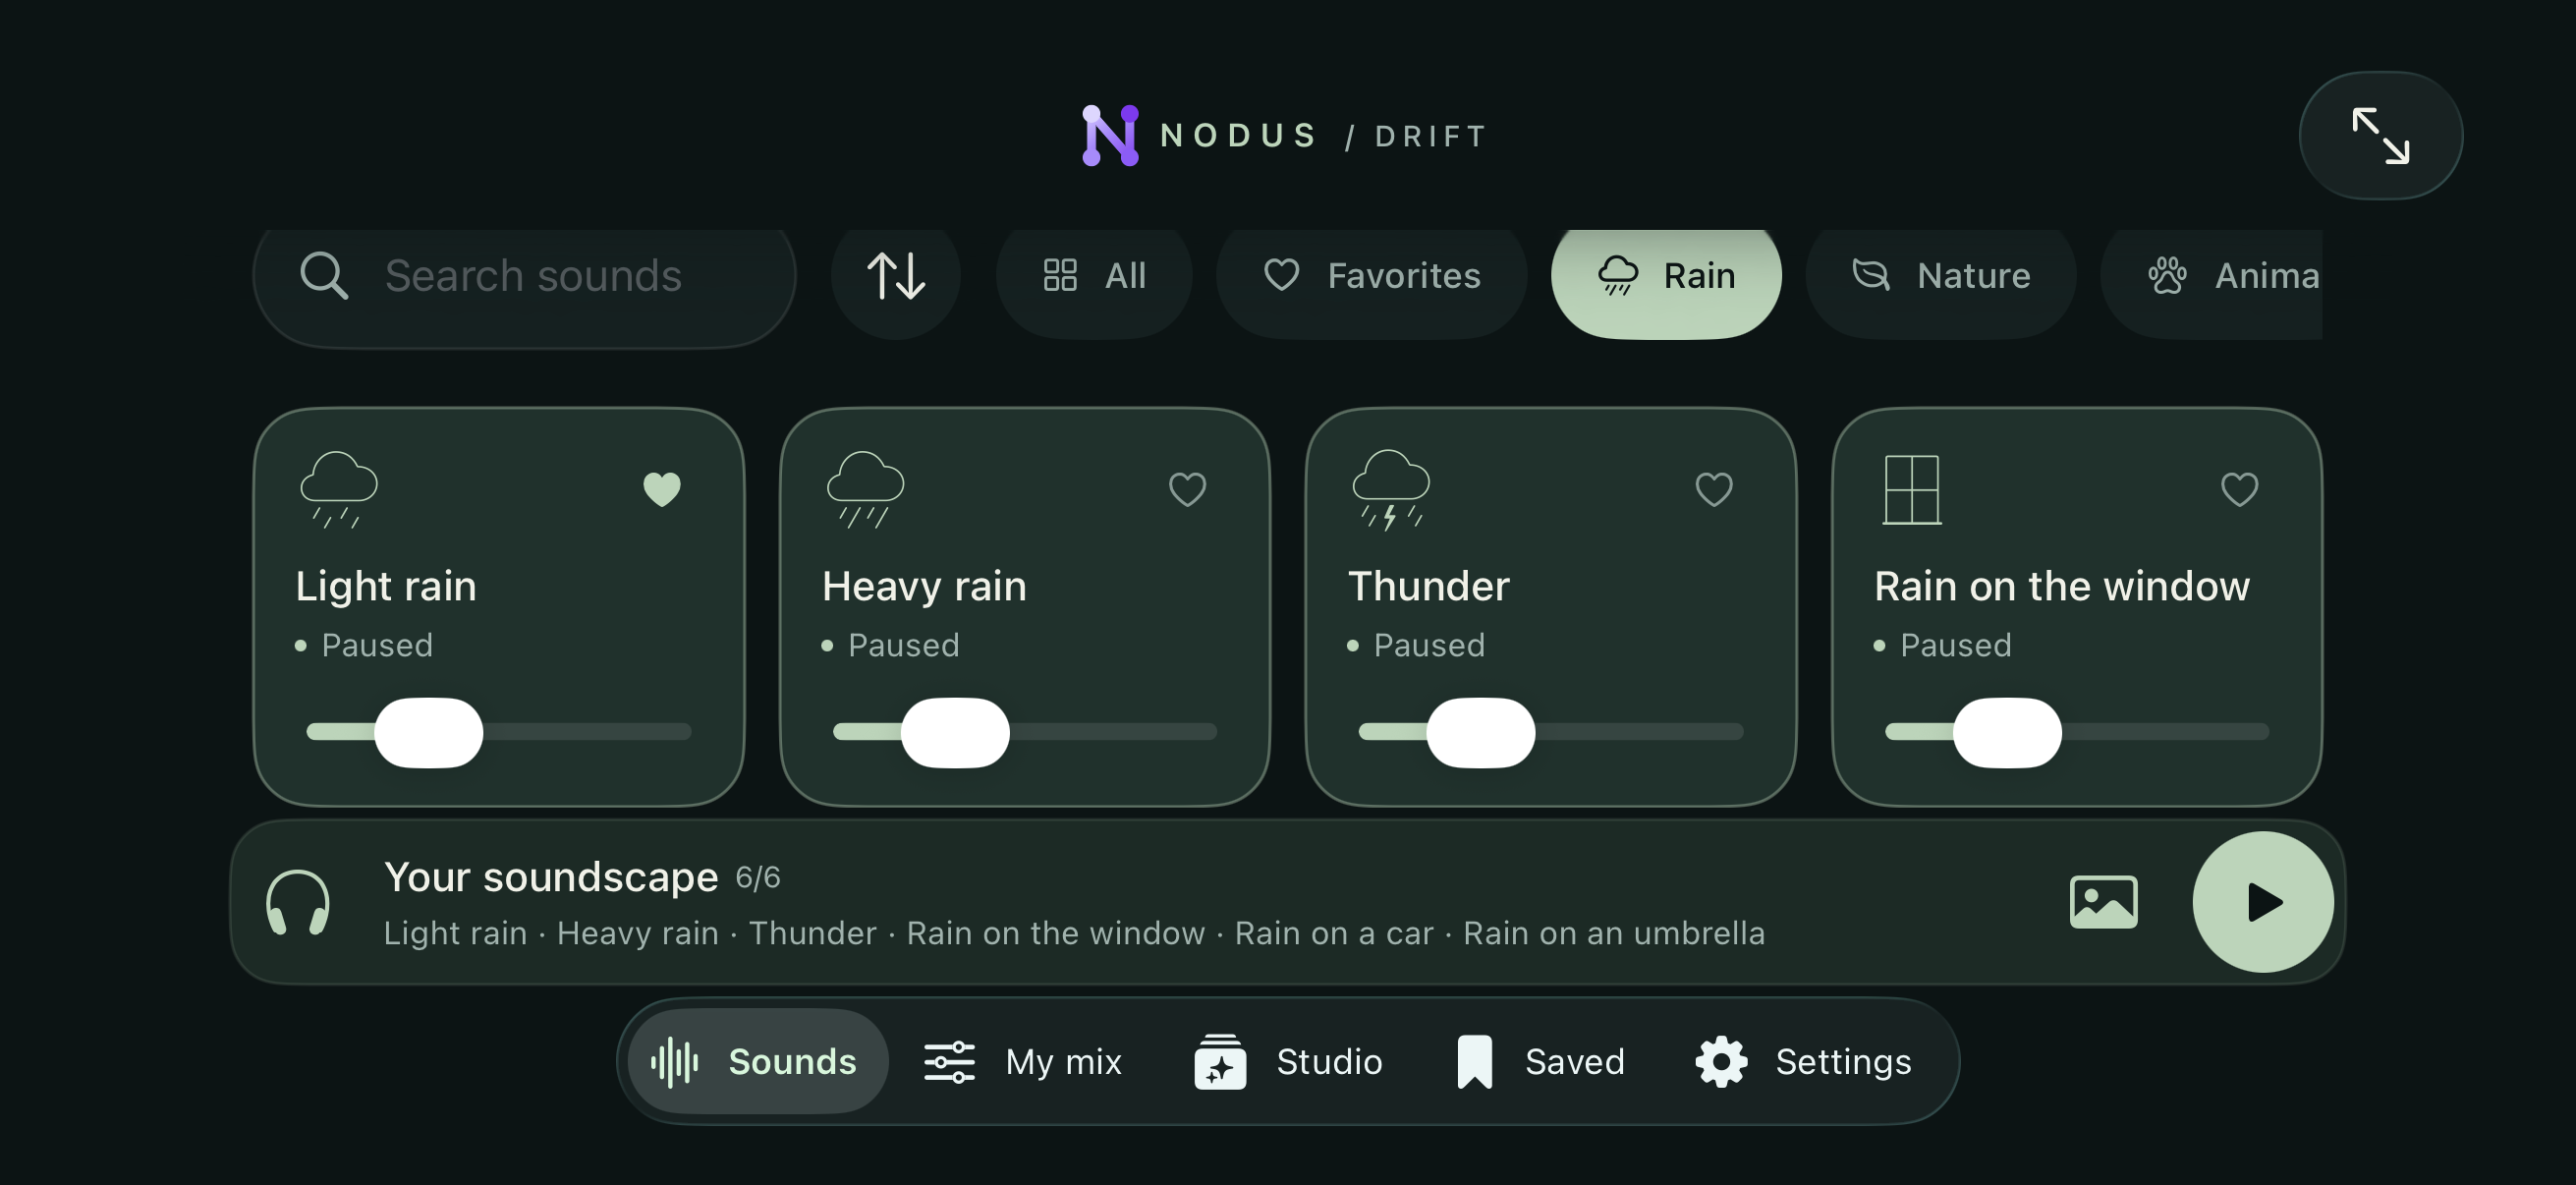 NODUS / DRIFT
Search sounds
All
Favorites
Rain
Nature
Anima
Light rain
Paused
Heavy rain
Paused
Thunder
Paused
Rain on the window
Paused
Your soundscape 6/6
Light rain · Heavy rain · Thunder · Rain on the window · Rain on a car · Rain on an umbrella
Sounds
My mix
Studio
Saved
Settings